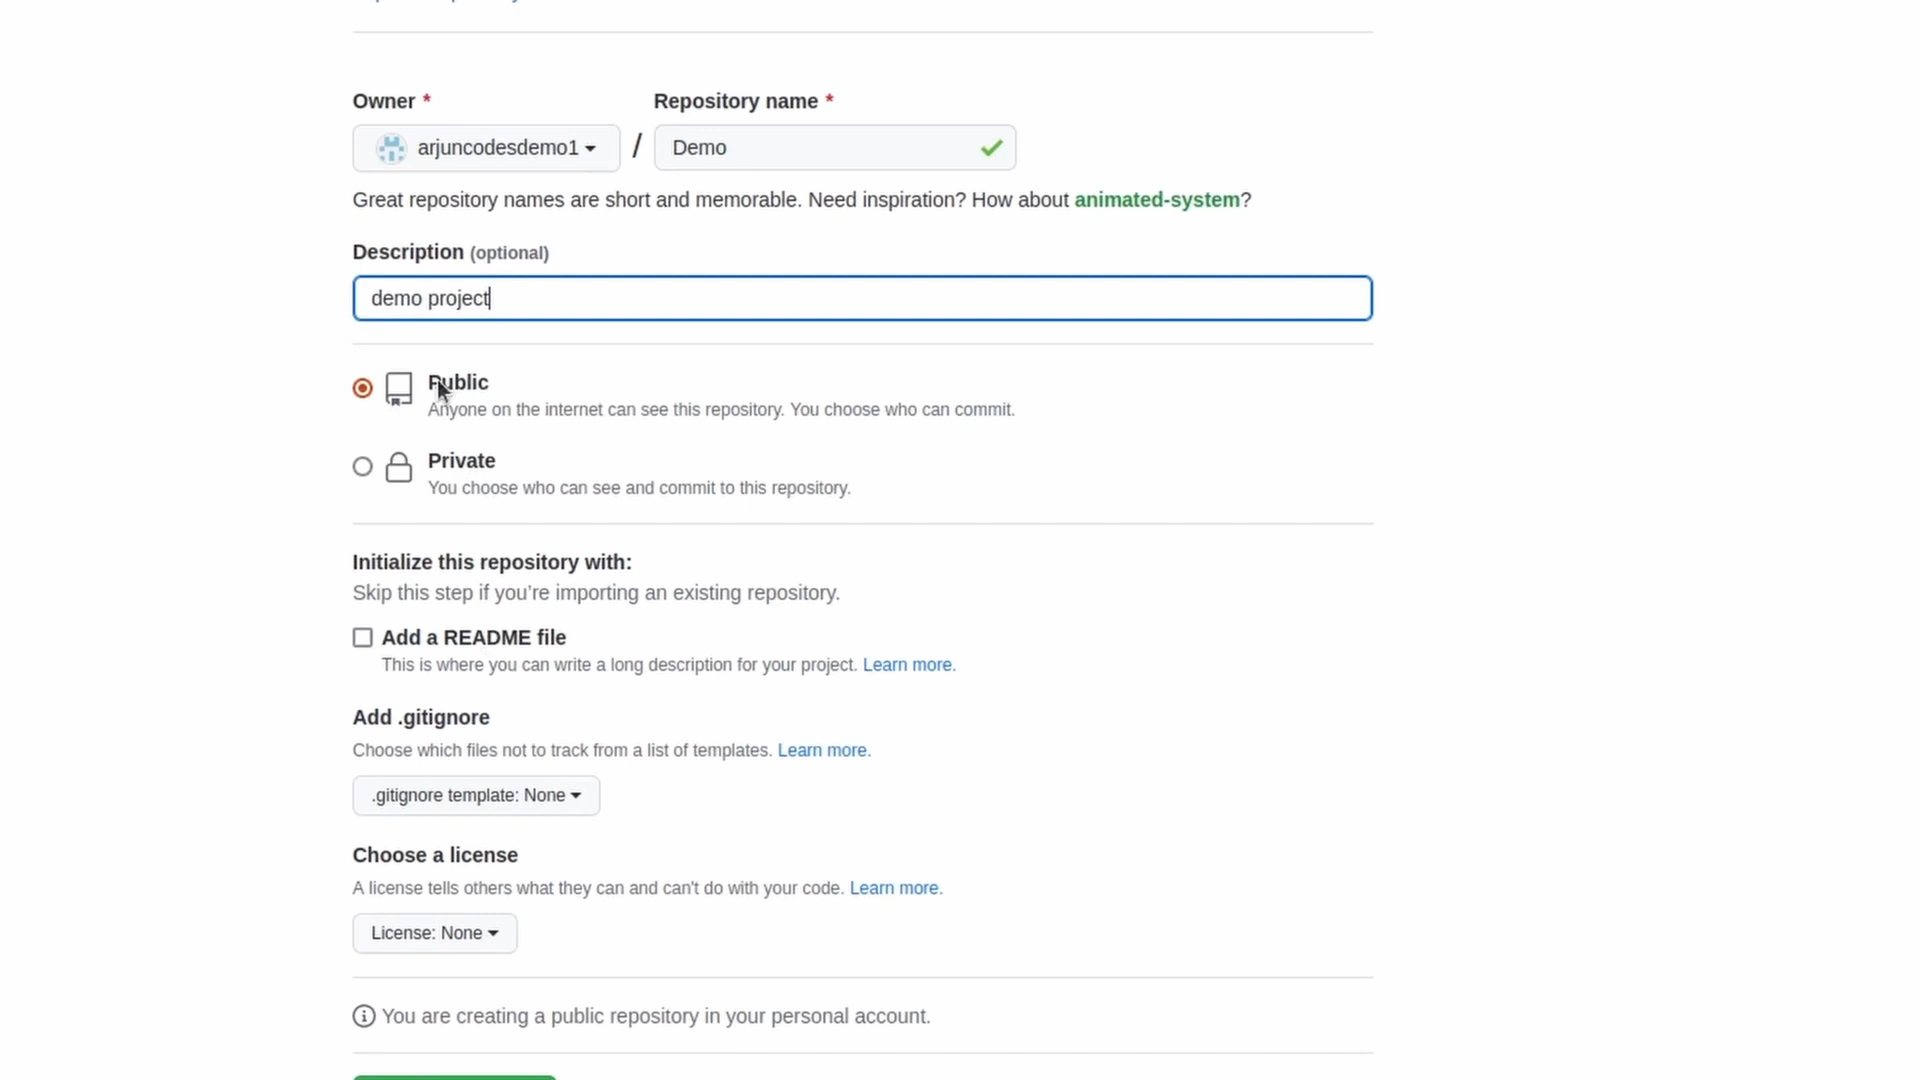 Owner *
Repository name *
arjuncodesdemo1
/
Demo
Great repository names are short and memorable. Need inspiration? How about animated-system?
Description (optional)
demo project
Public
Anyone on the internet can see this repository. You choose who can commit.
Private
You choose who can see and commit to this repository.
Initialize this repository with:
Skip this step if you’re importing an existing repository.
Add a README file
This is where you can write a long description for your project. Learn more.
Add .gitignore
Choose which files not to track from a list of templates. Learn more.
.gitignore template: None
Choose a license
A license tells others what they can and can't do with your code. Learn more.
License: None
You are creating a public repository in your personal account.